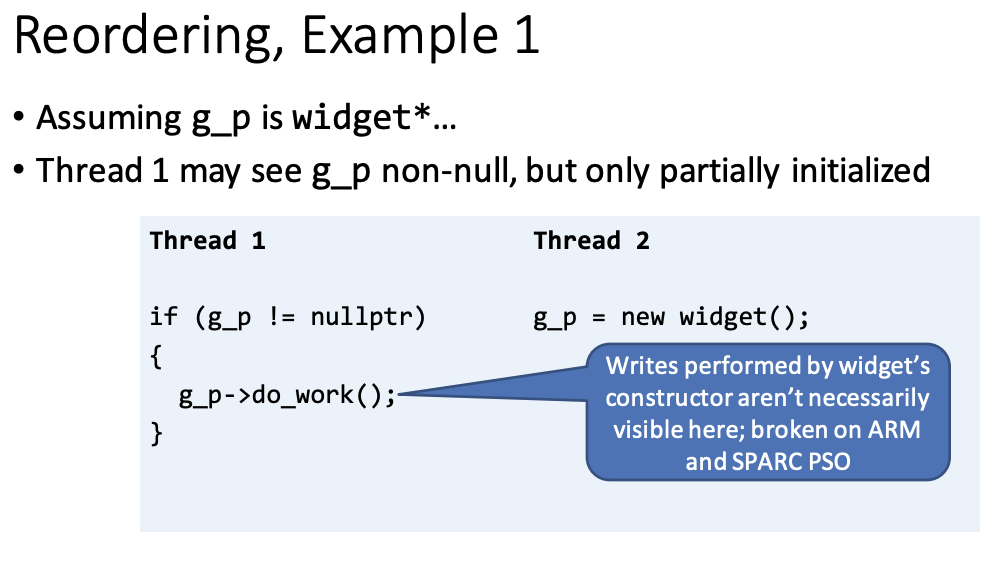 Reordering, Example 1
• Assuming g_p is widget*…
• Thread 1 may see g_p non-null, but only partially initialized
Thread 1
Thread 2
if (g_p != nullptr)
g_p = new widget();
{
g_p->do_work();
}
Writes performed by widget’s
constructor aren’t necessarily
visible here; broken on ARM
and SPARC PSO